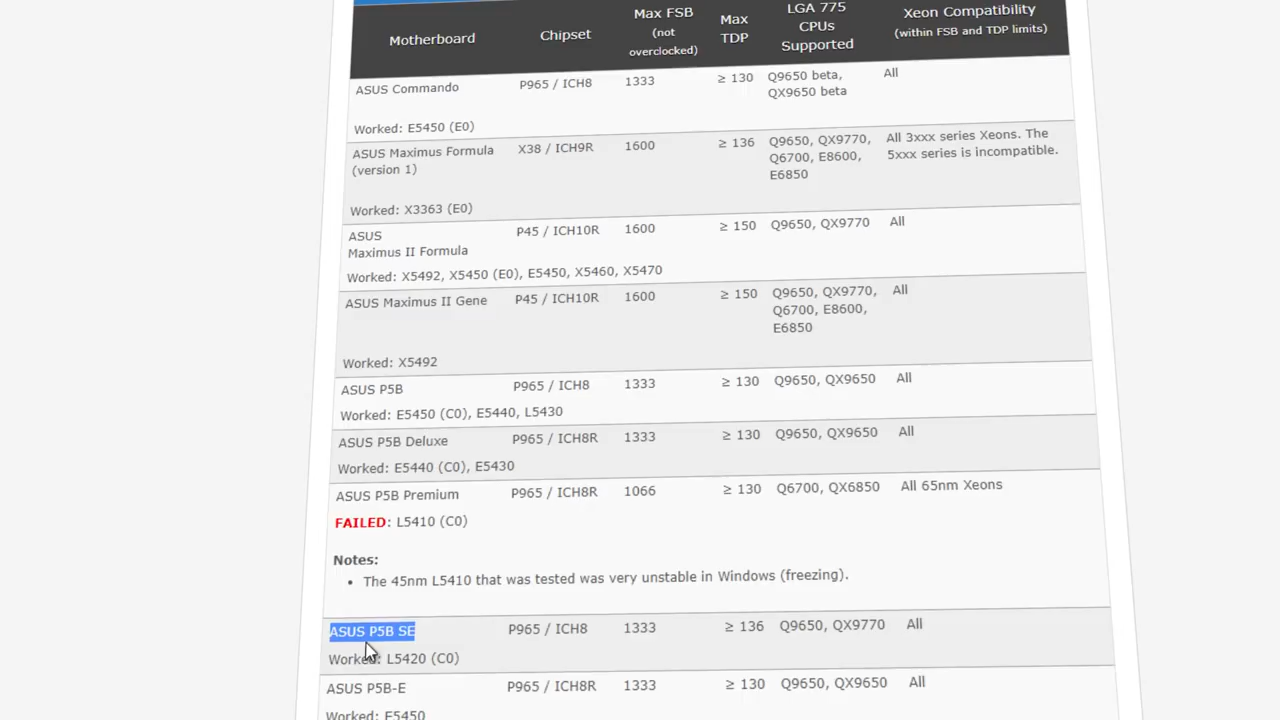 Motherboard
Chipset
Max FSB
(not
overclocked)
Max
TDP
LGA 775
CPUs
Supported
Xeon Compatibility
(within FSB and TDP limits)
ASUS Commando
P965 / ICH8
1333
≥ 130
Q9650 beta,
QX9650 beta
All
Worked: E5450 (E0)
ASUS Maximus Formula
(version 1)
X38 / ICH9R
1600
≥ 136
Q9650, QX9770,
Q6700, E8600,
E6850
All 3xxx series Xeons. The
5xxx series is incompatible.
Worked: X3363 (E0)
ASUS
Maximus II Formula
P45 / ICH10R
1600
≥ 150
Q9650, QX9770
All
Worked: X5492, X5450 (E0), E5450, X5460, X5470
ASUS Maximus II Gene
P45 / ICH10R
1600
≥ 150
Q9650, QX9770,
Q6700, E8600,
E6850
All
Worked: X5492
ASUS P5B
P965 / ICH8
1333
≥ 130
Q9650, QX9650
All
Worked: E5450 (C0), E5440, L5430
ASUS P5B Deluxe
P965 / ICH8R
1333
≥ 130
Q9650, QX9650
All
Worked: E5440 (C0), E5430
ASUS P5B Premium
P965 / ICH8R
1066
≥ 130
Q6700, QX6850
All 65nm Xeons
FAILED: L5410 (C0)
Notes:
• The 45nm L5410 that was tested was very unstable in Windows (freezing).
ASUS P5B SE
P965 / ICH8
1333
≥ 136
Q9650, QX9770
All
Worked: L5420 (C0)
ASUS P5B-E
P965 / ICH8R
1333
≥ 130
Q9650, QX9650
All
Worked: E5450